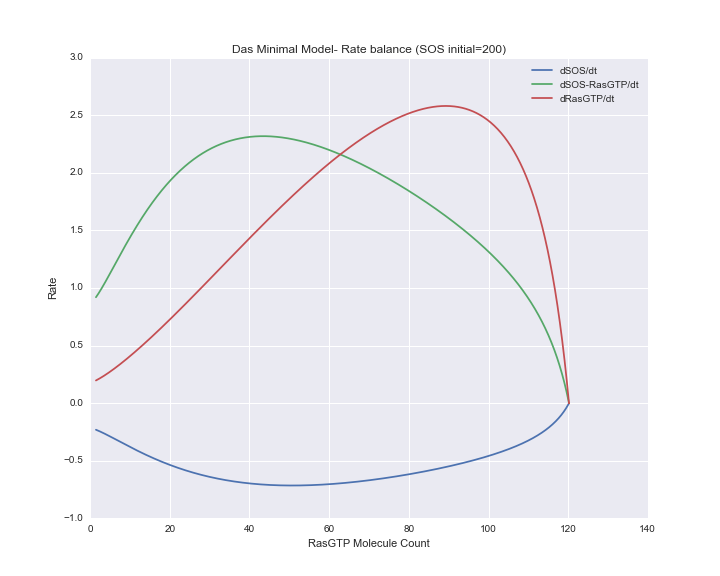 Das Minimal Model- Rate balance (SOS initial=200)
dSOS/dt
dSOS-RasGTP/dt
dRasGTP/dt
3.0
2.5
2.0
1.5
1.0
0.5
0.0
−0.5
−1.0
Rate
0 20 40 60 80 100 120 140
RasGTP Molecule Count